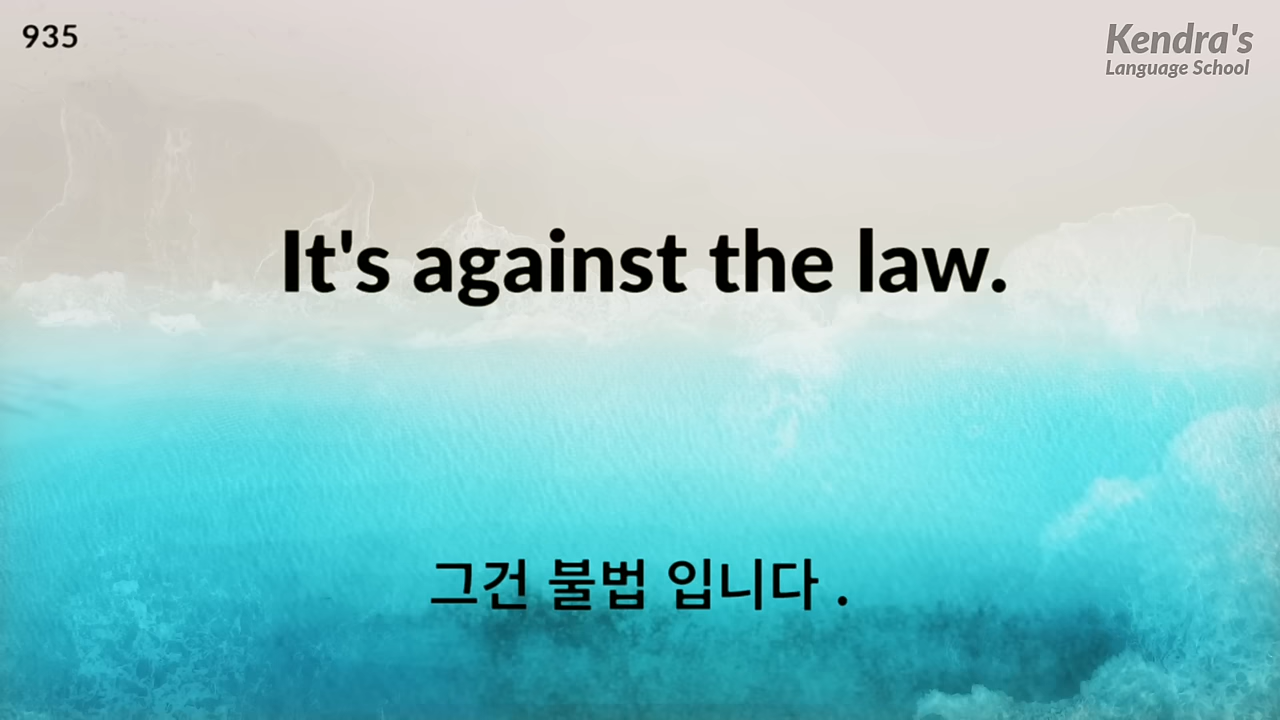 935
Kendra's
Language School
It's against the law.
그건 불법 입니다 .